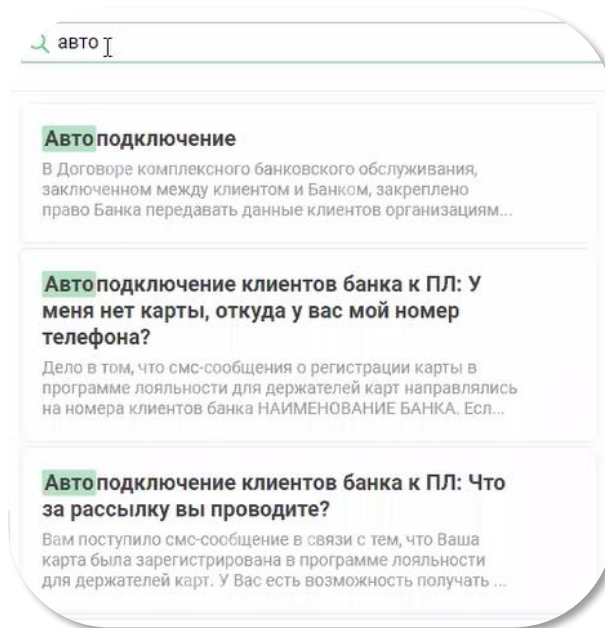 авто
Автоподключение
В Договоре комплексного банковского обслуживания,
заключенном между клиентом и Банком, закреплено
право Банка передавать данные клиентов организациям...
Автоподключение клиентов банка к ПЛ: У
меня нет карты, откуда у вас мой номер
телефона?
Дело в том, что смс-сообщения о регистрации карты в
программе лояльности для держателей карт направлялись
на номера клиентов банка НАИМЕНОВАНИЕ БАНКА. Есл...
Автоподключение клиентов банка к ПЛ: Что
за рассылку вы проводите?
Вам поступило смс-сообщение в связи с тем, что Ваша
карта была зарегистрирована в программе лояльности
для держателей карт. У Вас есть возможность получать ...